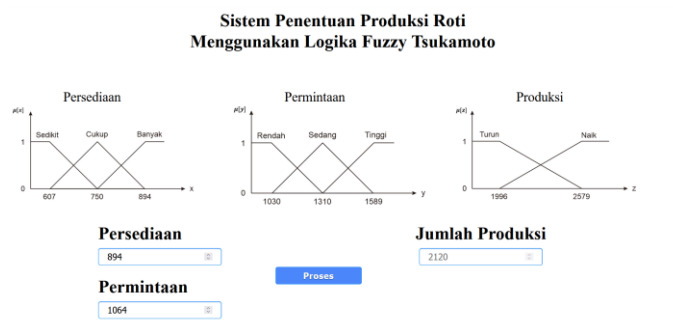 Sistem Penentuan Produksi Roti
Menggunakan Logika Fuzzy Tsukamoto
Persediaan
μ[x]
Sedikit Cukup Banyak
1
0
607 750 894
x
Permintaan
μ[y]
Rendah Sedang Tinggi
1
0
1030 1310 1589
y
Produksi
μ[z]
Turun Naik
1
0
1996 2579
z
Persediaan
894
Permintaan
1064
Proses
Jumlah Produksi
2120